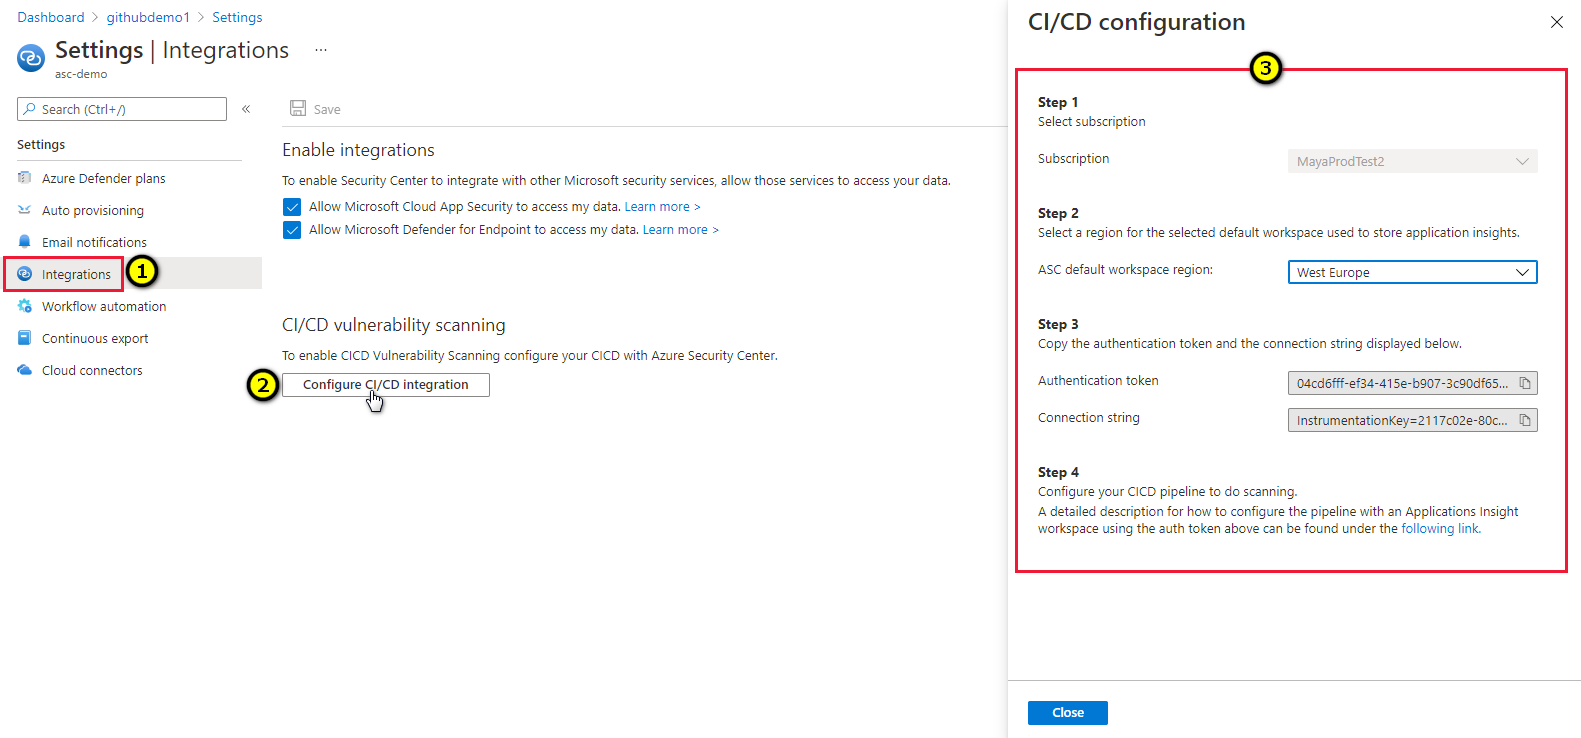 Dashboard > githubdemo1 > Settings
Settings | Integrations ...
asc-demo
Search (Ctrl+/)
«
Settings
Azure Defender plans
Auto provisioning
Email notifications
Integrations
1
Workflow automation
Continuous export
Cloud connectors
Save
Enable integrations
To enable Security Center to integrate with other Microsoft security services, allow those services to access your data.
Allow Microsoft Cloud App Security to access my data. Learn more >
Allow Microsoft Defender for Endpoint to access my data. Learn more >
CI/CD vulnerability scanning
To enable CICD Vulnerability Scanning configure your CICD with Azure Security Center.
2
Configure CI/CD integration
CI/CD configuration
3
Step 1
Select subscription
Subscription
MayaProdTest2
Step 2
Select a region for the selected default workspace used to store application insights.
ASC default workspace region:
West Europe
Step 3
Copy the authentication token and the connection string displayed below.
Authentication token
04cd6fff-ef34-415e-b907-3c90df65...
Connection string
InstrumentationKey=2117c02e-80c...
Step 4
Configure your CICD pipeline to do scanning.
A detailed description for how to configure the pipeline with an Applications Insight
workspace using the auth token above can be found under the following link.
Close